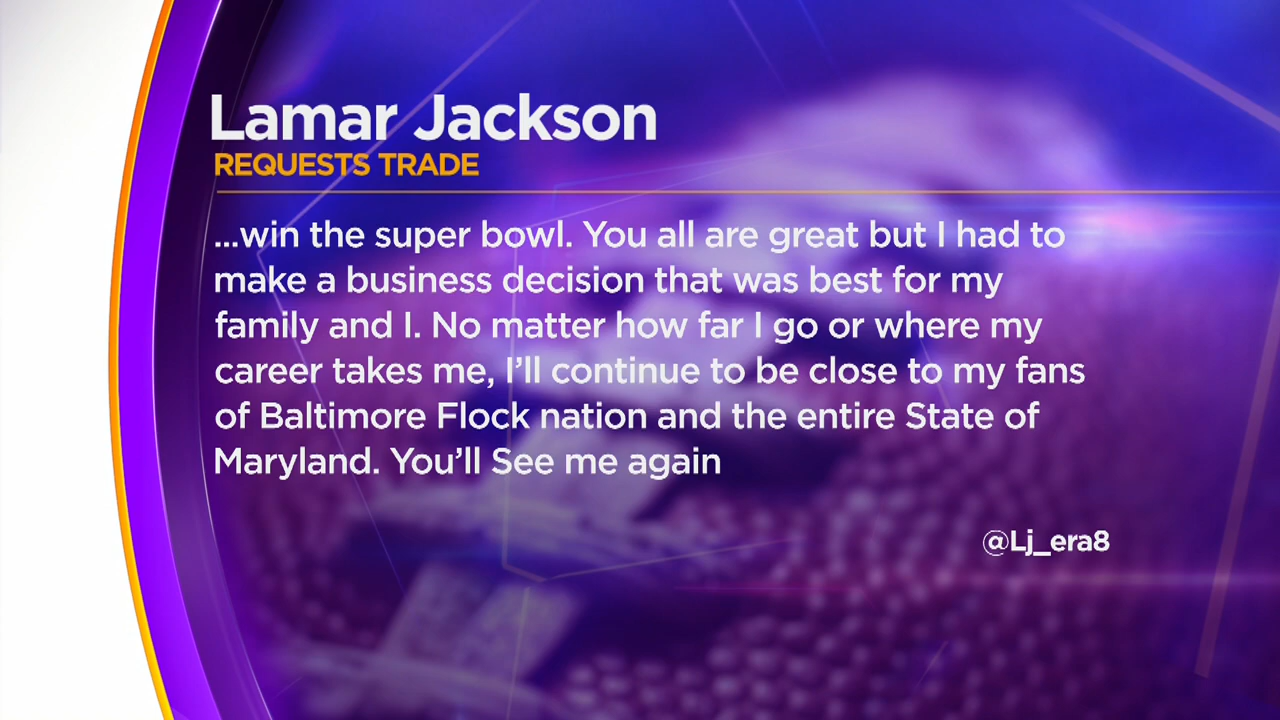 Lamar Jackson
REQUESTS TRADE
...win the super bowl. You all are great but I had to
make a business decision that was best for my
family and I. No matter how far I go or where my
career takes me, I'll continue to be close to my fans
of Baltimore Flock nation and the entire State of
Maryland. You'll See me again
@Lj_era8